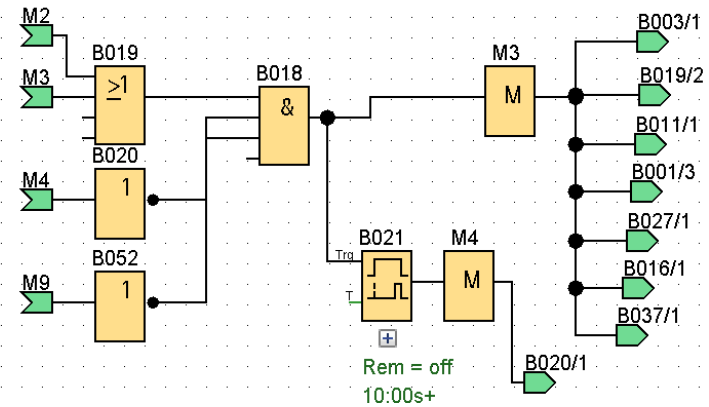 M2
B003/1
B019
M3
B018
M3
>1
B019/2
&
M
B011/1
M4
B020
1
B001/3
B027/1
B021
M4
Trg
B052
M9
1
T
M
B016/1
B037/1
+
Rem = off
10:00s+
B020/1